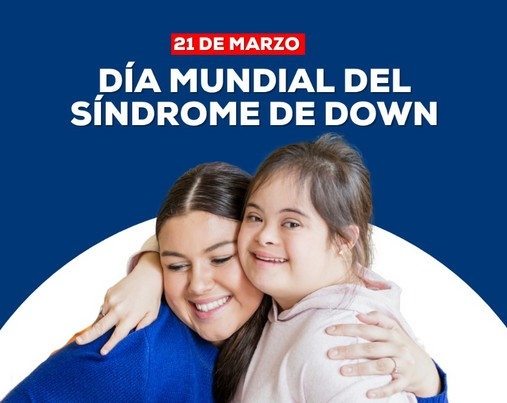 21 DE MARZO
DÍA MUNDIAL DEL
SÍNDROME DE DOWN